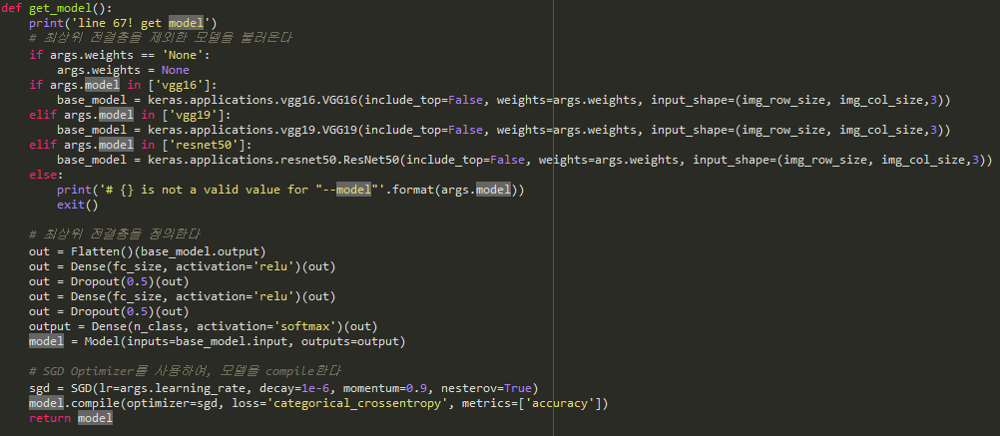 def get_model():
    print('line 67! get model')
    # 최상위 전결층을 제외한 모델을 불러온다
    if args.weights == 'None':
        args.weights = None
    if args.model in ['vgg16']:
        base_model = keras.applications.vgg16.VGG16(include_top=False, weights=args.weights, input_shape=(img_row_size, img_col_size,3))
    elif args.model in ['vgg19']:
        base_model = keras.applications.vgg19.VGG19(include_top=False, weights=args.weights, input_shape=(img_row_size, img_col_size,3))
    elif args.model in ['resnet50']:
        base_model = keras.applications.resnet50.ResNet50(include_top=False, weights=args.weights, input_shape=(img_row_size, img_col_size,3))
    else:
        print('# {} is not a valid value for "--model"'.format(args.model))
        exit()
    # 최상위 전결층을 정의한다
    out = Flatten()(base_model.output)
    out = Dense(fc_size, activation='relu')(out)
    out = Dropout(0.5)(out)
    out = Dense(fc_size, activation='relu')(out)
    out = Dropout(0.5)(out)
    output = Dense(n_class, activation='softmax')(out)
    model = Model(inputs=base_model.input, outputs=output)
    # SGD Optimizer를 사용하여, 모델을 compile한다
    sgd = SGD(lr=args.learning_rate, decay=1e-6, momentum=0.9, nesterov=True)
    model.compile(optimizer=sgd, loss='categorical_crossentropy', metrics=['accuracy'])
    return model